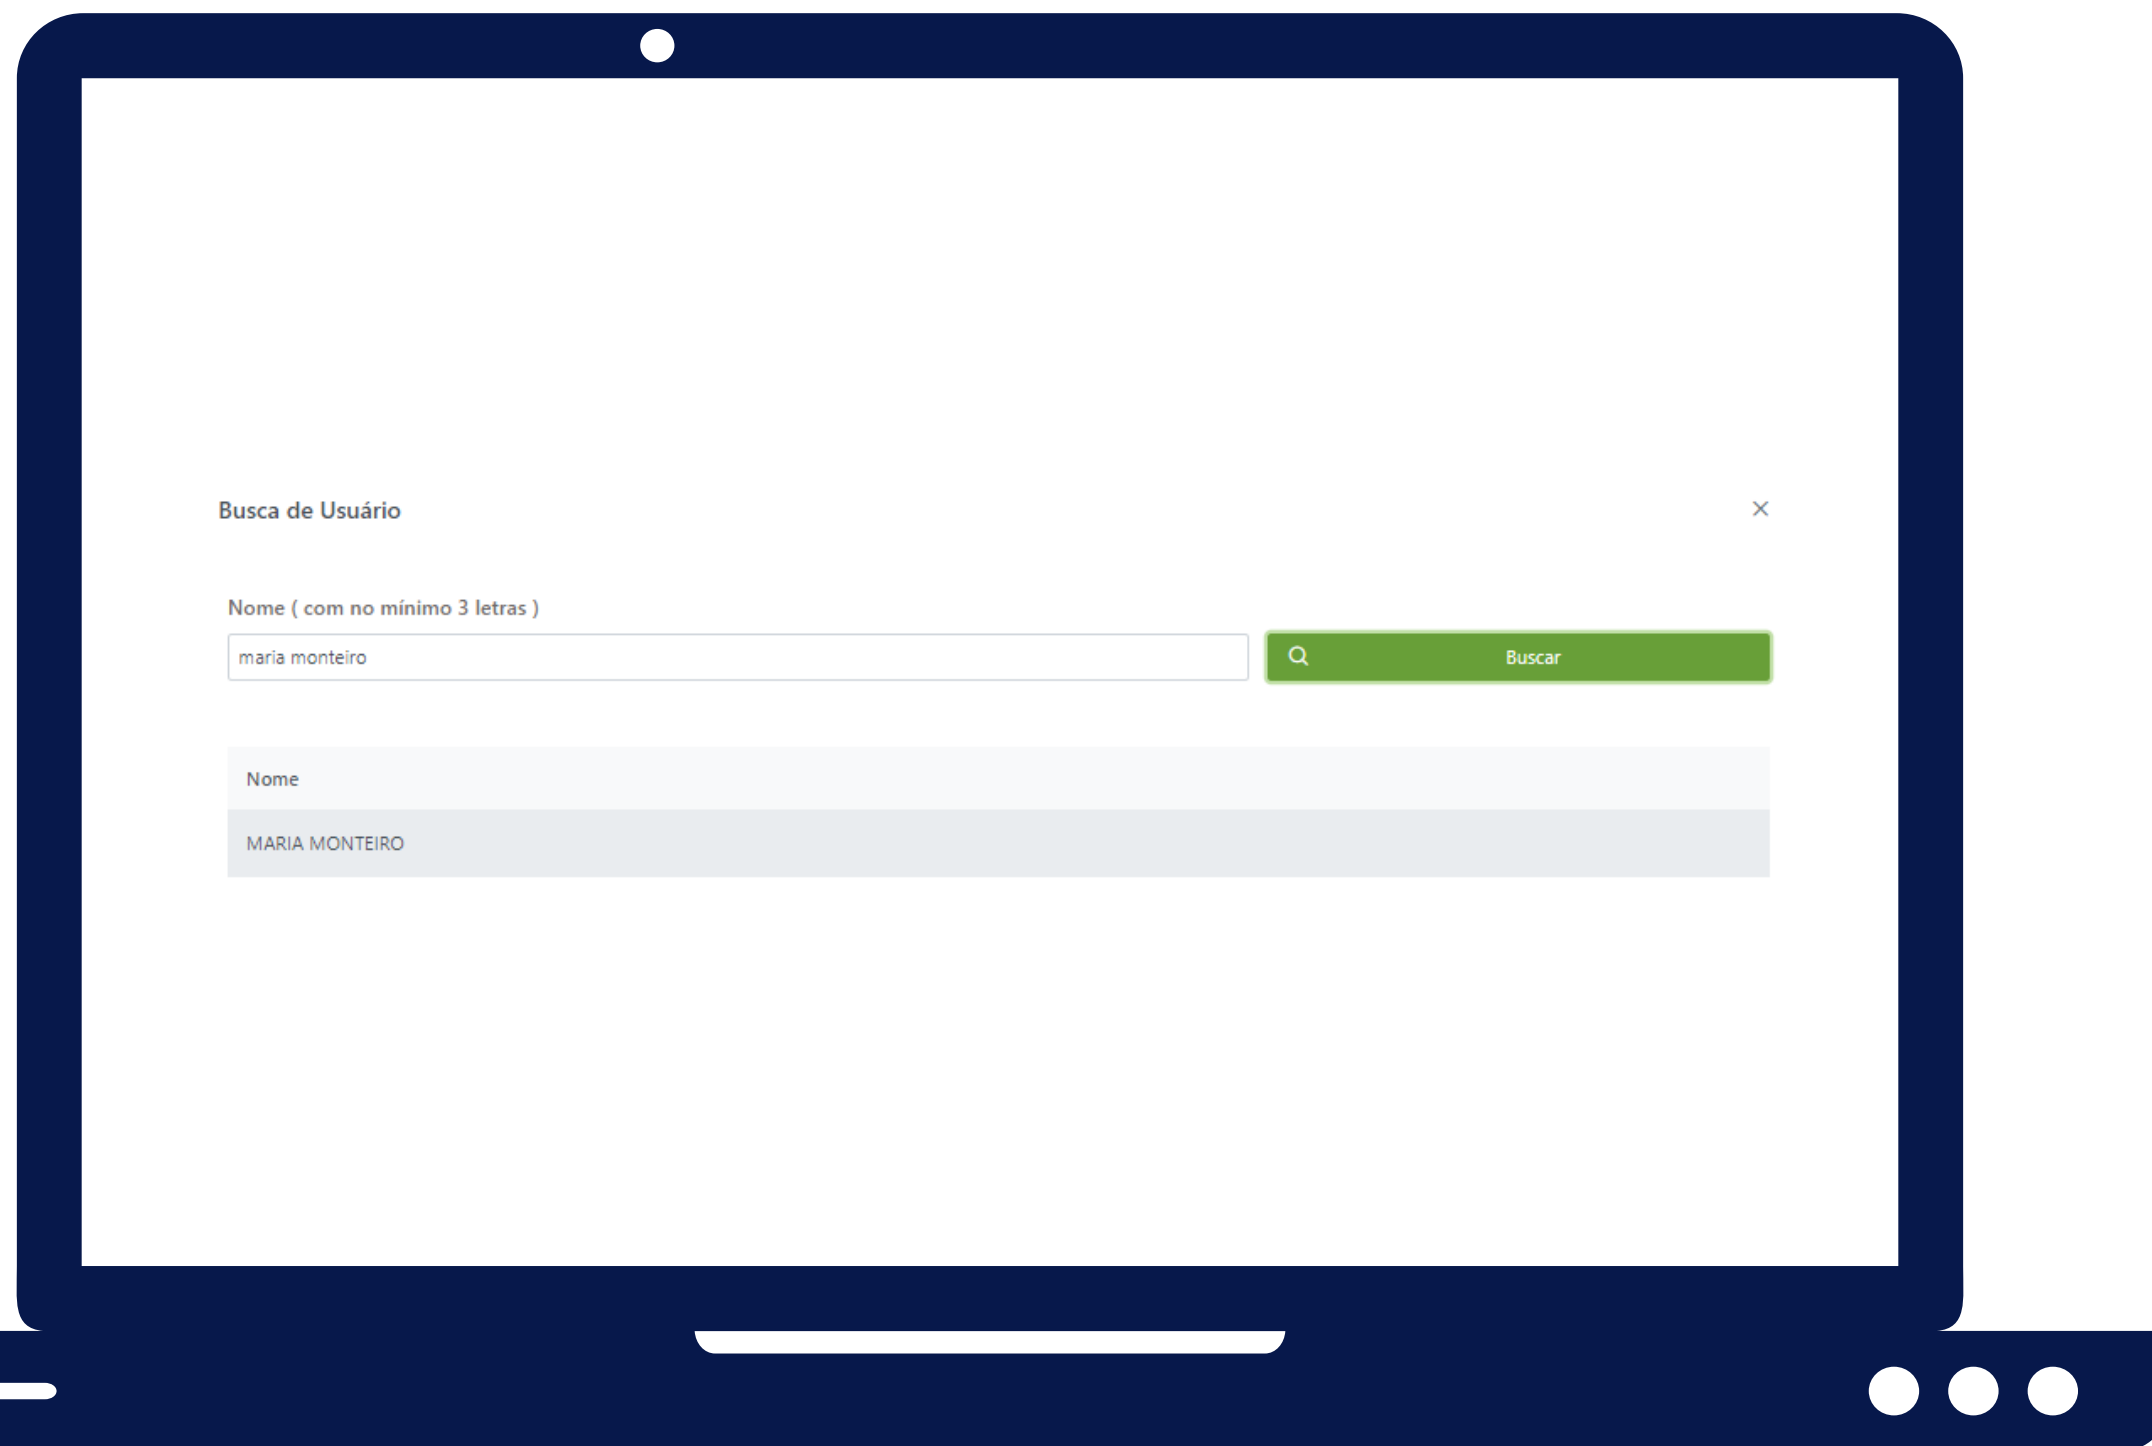 Busca de Usuário
Nome ( com no mínimo 3 letras )
maria monteiro
Buscar
Nome
MARIA MONTEIRO